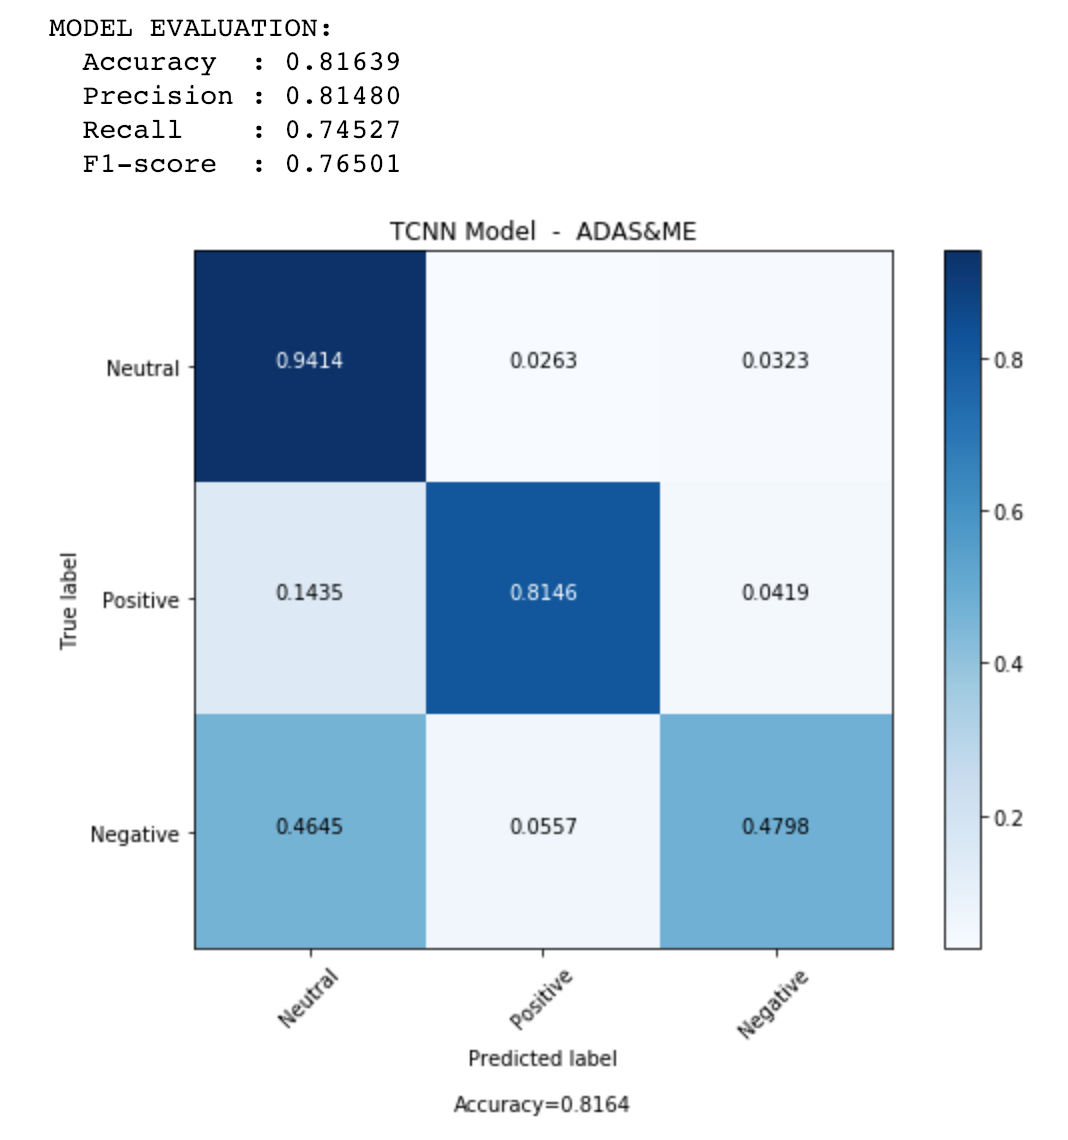 MODEL EVALUATION:
Accuracy : 0.81639
Precision : 0.81480
Recall : 0.74527
F1-score : 0.76501
TCNN Model - ADAS&ME
Neutral 0.9414 0.0263 0.0323
0.8
0.6
True label
Positive 0.1435 0.8146 0.0419
0.4
Negative 0.4645 0.0557 0.4798
0.2
Neutral Positive Negative
Predicted label
Accuracy=0.8164